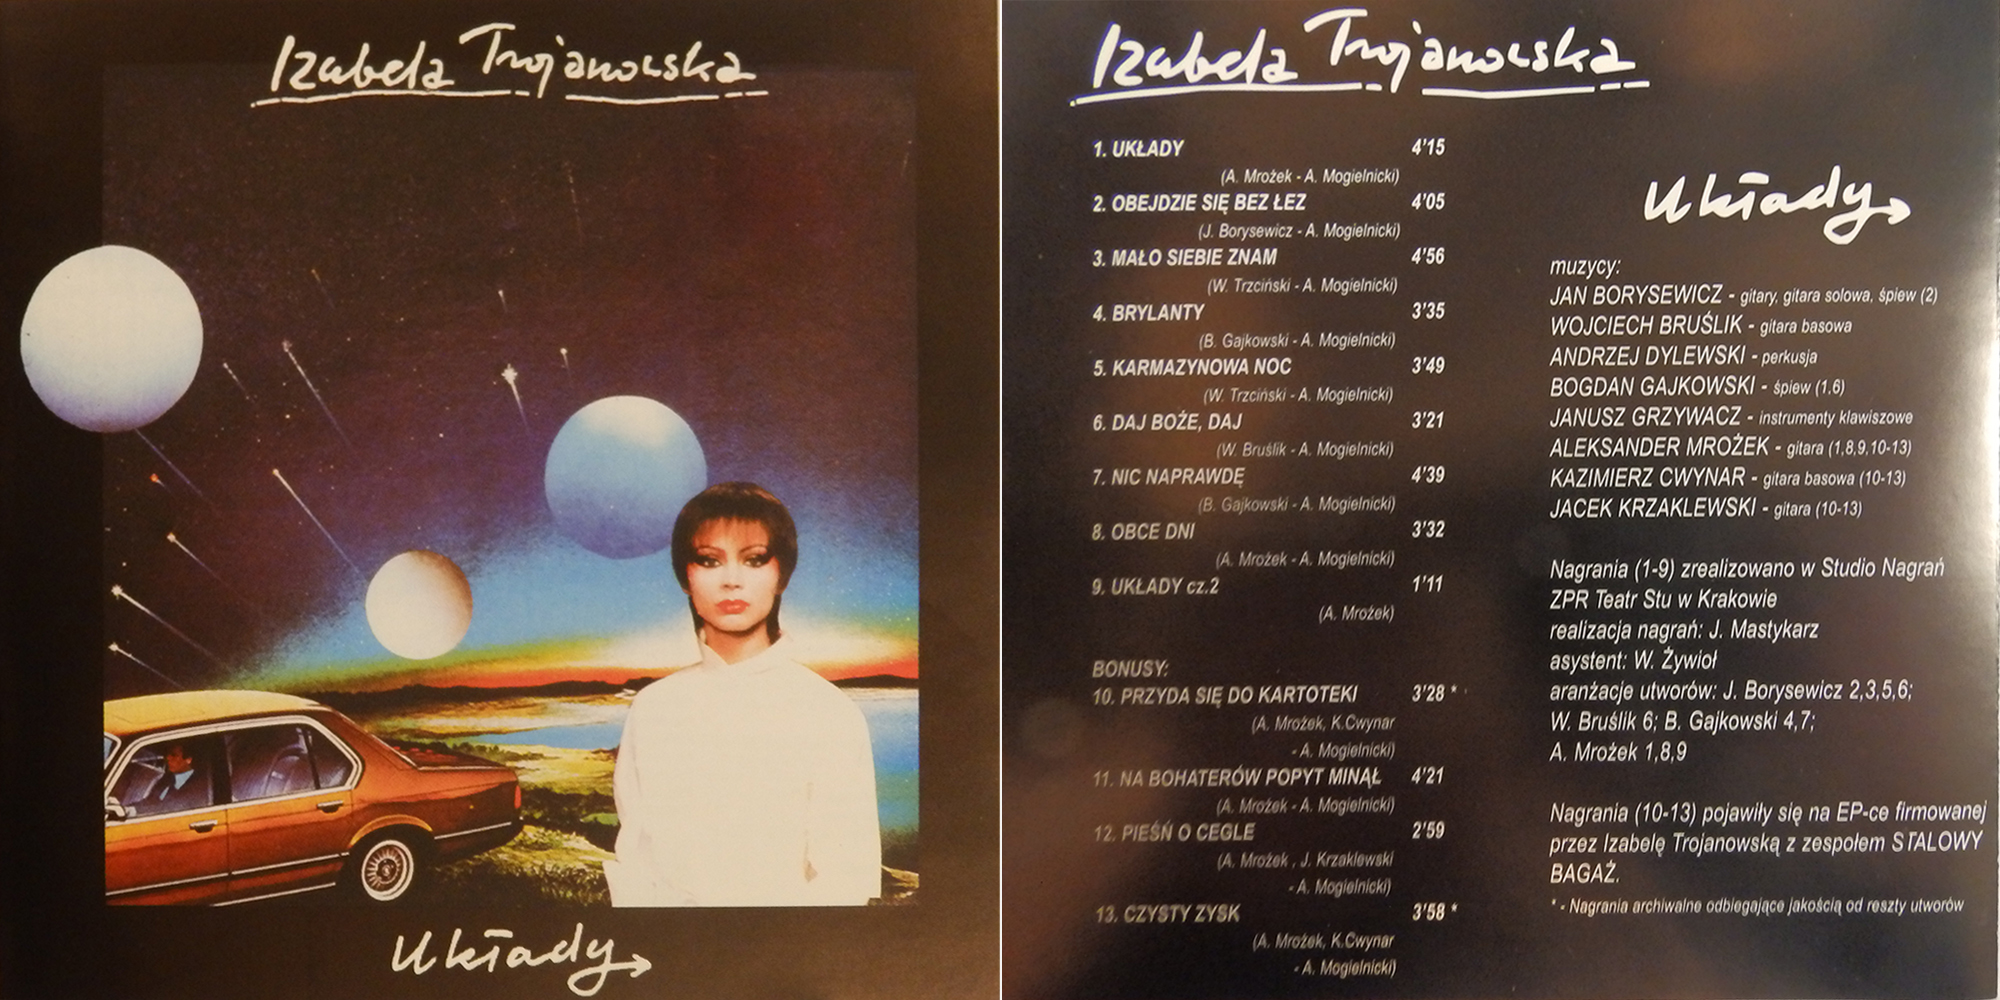 Izabela Trojanowska
Układy
Izabela Trojanowska
1. UKŁADY 4'15
(A. Mrożek - A. Mogielnicki)
2. OBEJDZIE SIĘ BEZ ŁEZ 4'05
(J. Borysewicz - A. Mogielnicki)
3. MAŁO SIEBIE ZNAM 4'56
(W. Trzciński - A. Mogielnicki)
4. BRYLANTY 3'35
(B. Gajkowski - A. Mogielnicki)
5. KARMAZYNOWA NOC 3'49
(W. Trzciński - A. Mogielnicki)
6. DAJ BOŻE, DAJ 3'21
(W. Bruślik - A. Mogielnicki)
7. NIC NAPRAWDĘ 4'39
(B. Gajkowski - A. Mogielnicki)
8. OBCE DNI 3'32
(A. Mrożek - A. Mogielnicki)
9. UKŁADY cz.2 1'11
(A. Mrożek)
BONUSY:
10. PRZYDA SIĘ DO KARTOTEKI 3'28 *
(A. Mrożek, K.Cwynar
- A. Mogielnicki)
11. NA BOHATERÓW POPYT MINĄŁ 4'21
(A. Mrożek - A. Mogielnicki)
12. PIEŚŃ O CEGLE 2'59
(A. Mrożek , J. Krzaklewski
- A. Mogielnicki)
13. CZYSTY ZYSK 3'58 *
(A. Mrożek, K.Cwynar
- A. Mogielnicki)
Układy
muzycy:
JAN BORYSEWICZ - gitary, gitara solowa, śpiew (2)
WOJCIECH BRUŚLIK - gitara basowa
ANDRZEJ DYLEWSKI - perkusja
BOGDAN GAJKOWSKI - śpiew (1.6)
JANUSZ GRZYWACZ - instrumenty klawiszowe
ALEKSANDER MROŻEK - gitara (1,8,9,10-13)
KAZIMIERZ CWYNAR - gitara basowa (10-13)
JACEK KRZAKLEWSKI - gitara (10-13)
Nagrania (1-9) zrealizowano w Studio Nagrań
ZPR Teatr Stu w Krakowie
realizacja nagrań: J. Mastykarz
asystent: W. Żywioł
aranżacje utworów: J. Borysewicz 2,3,5,6;
W. Bruślik 6; B. Gajkowski 4,7;
A. Mrożek 1,8,9
Nagrania (10-13) pojawiły się na EP-ce firmowanej
przez Izabelę Trojanowską z zespołem STALOWY
BAGAŻ.
* - Nagrania archiwalne odbiegające jakością od reszty utworów